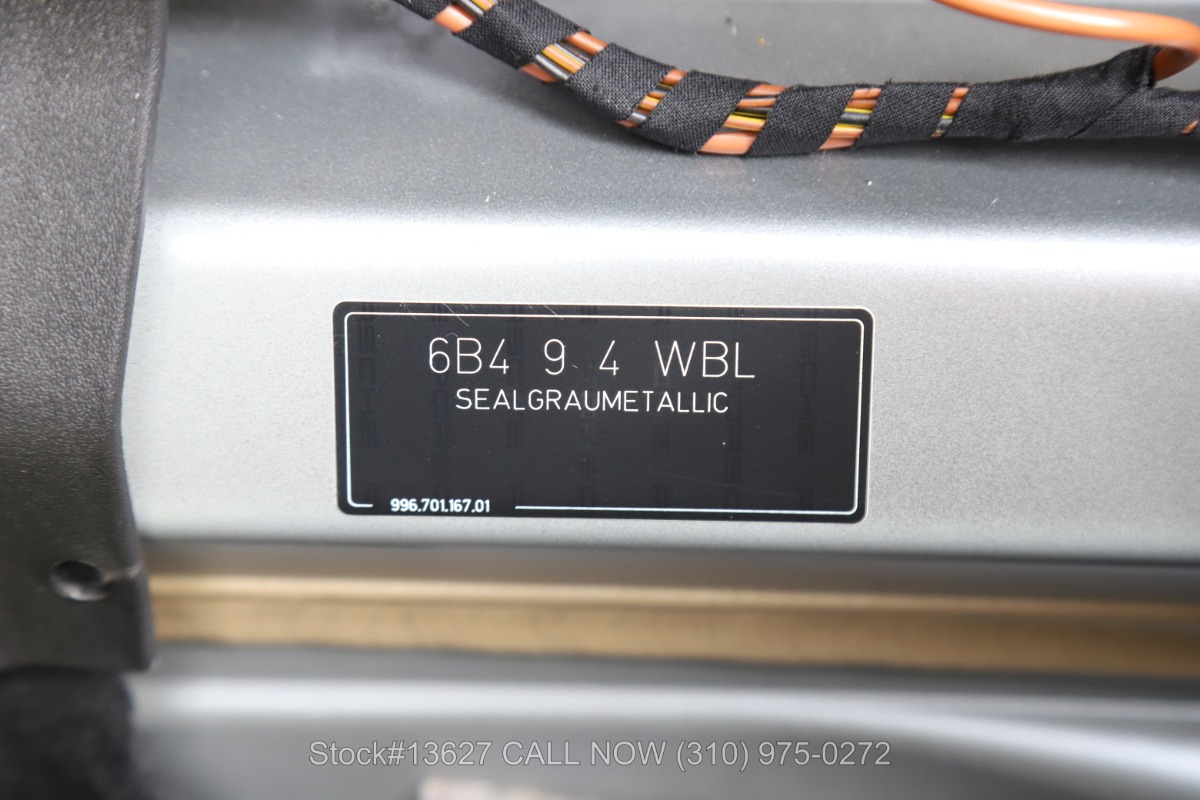 6B4 9 4 WBL
SEALGRAUMETALLIC
996.701.167.01
Stock#13627 CALL NOW (310) 975-0272